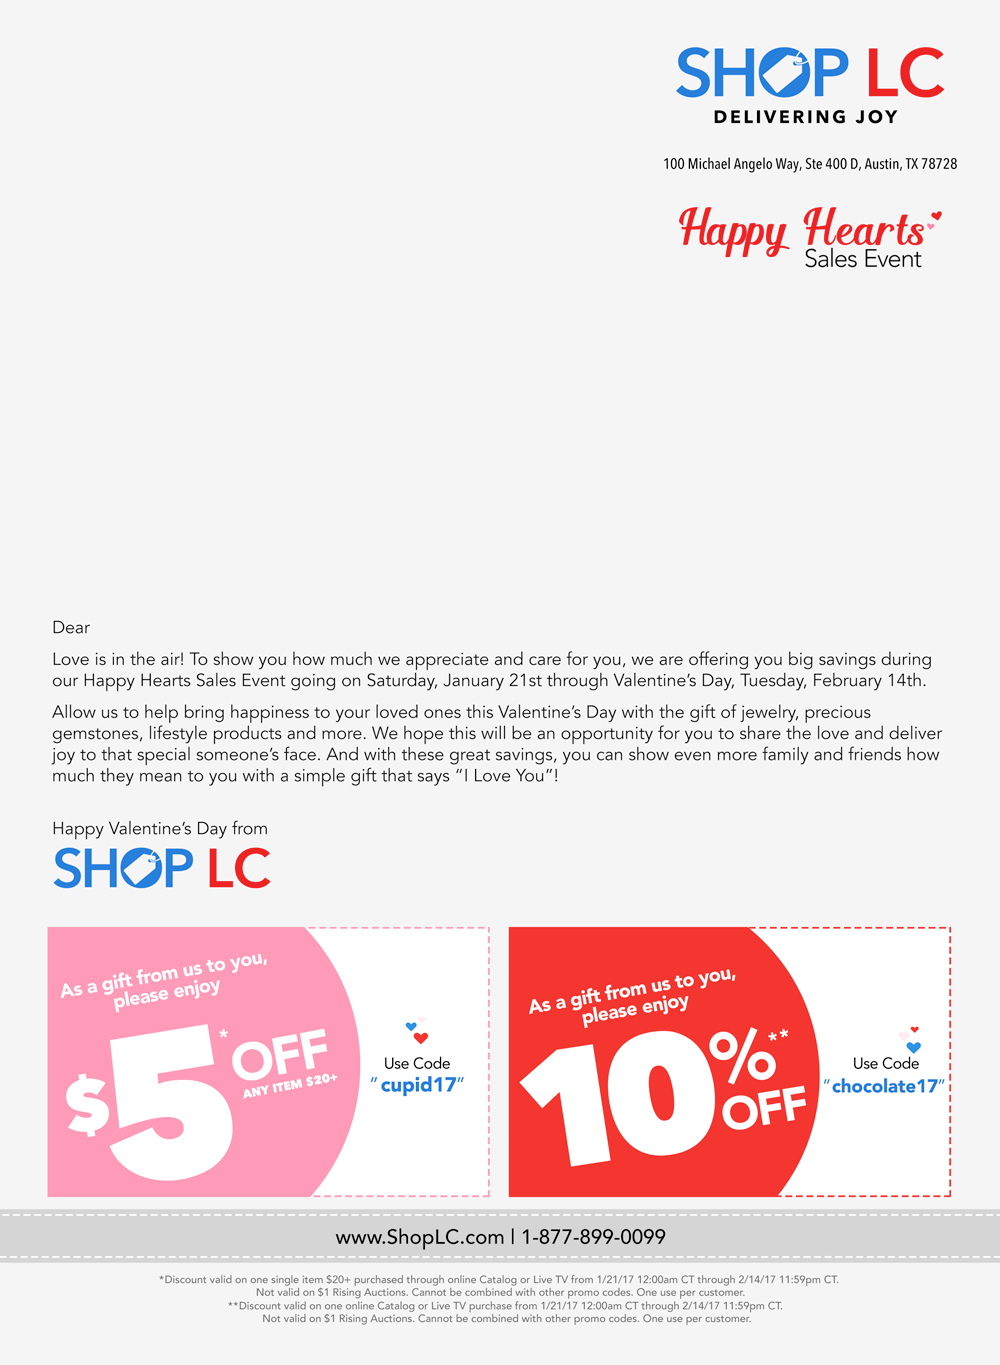 SHOP LC
DELIVERING JOY
100 Michael Angelo Way, Ste 400 D, Austin, TX 78728
Happy Hearts
Sales Event
Dear
Love is in the air! To show you how much we appreciate and care for you, we are offering you big savings during
our Happy Hearts Sales Event going on Saturday, January 21st through Valentine’s Day, Tuesday, February 14th.
Allow us to help bring happiness to your loved ones this Valentine’s Day with the gift of jewelry, precious
gemstones, lifestyle products and more. We hope this will be an opportunity for you to share the love and deliver
joy to that special someone’s face. And with these great savings, you can show even more family and friends how
much they mean to you with a simple gift that says “I Love You”!
Happy Valentine’s Day from
SHOP LC
As a gift from us to you,
please enjoy
$5* OFF
ANY ITEM $20+
Use Code
"cupid17"
As a gift from us to you,
please enjoy
10%**
OFF
Use Code
"chocolate17"
www.ShopLC.com | 1-877-899-0099
*Discount valid on one single item $20+ purchased through online Catalog or Live TV from 1/21/17 12:00am CT through 2/14/17 11:59pm CT.
Not valid on $1 Rising Auctions. Cannot be combined with other promo codes. One use per customer.
**Discount valid on one online Catalog or Live TV purchase from 1/21/17 12:00am CT through 2/14/17 11:59pm CT.
Not valid on $1 Rising Auctions. Cannot be combined with other promo codes. One use per customer.